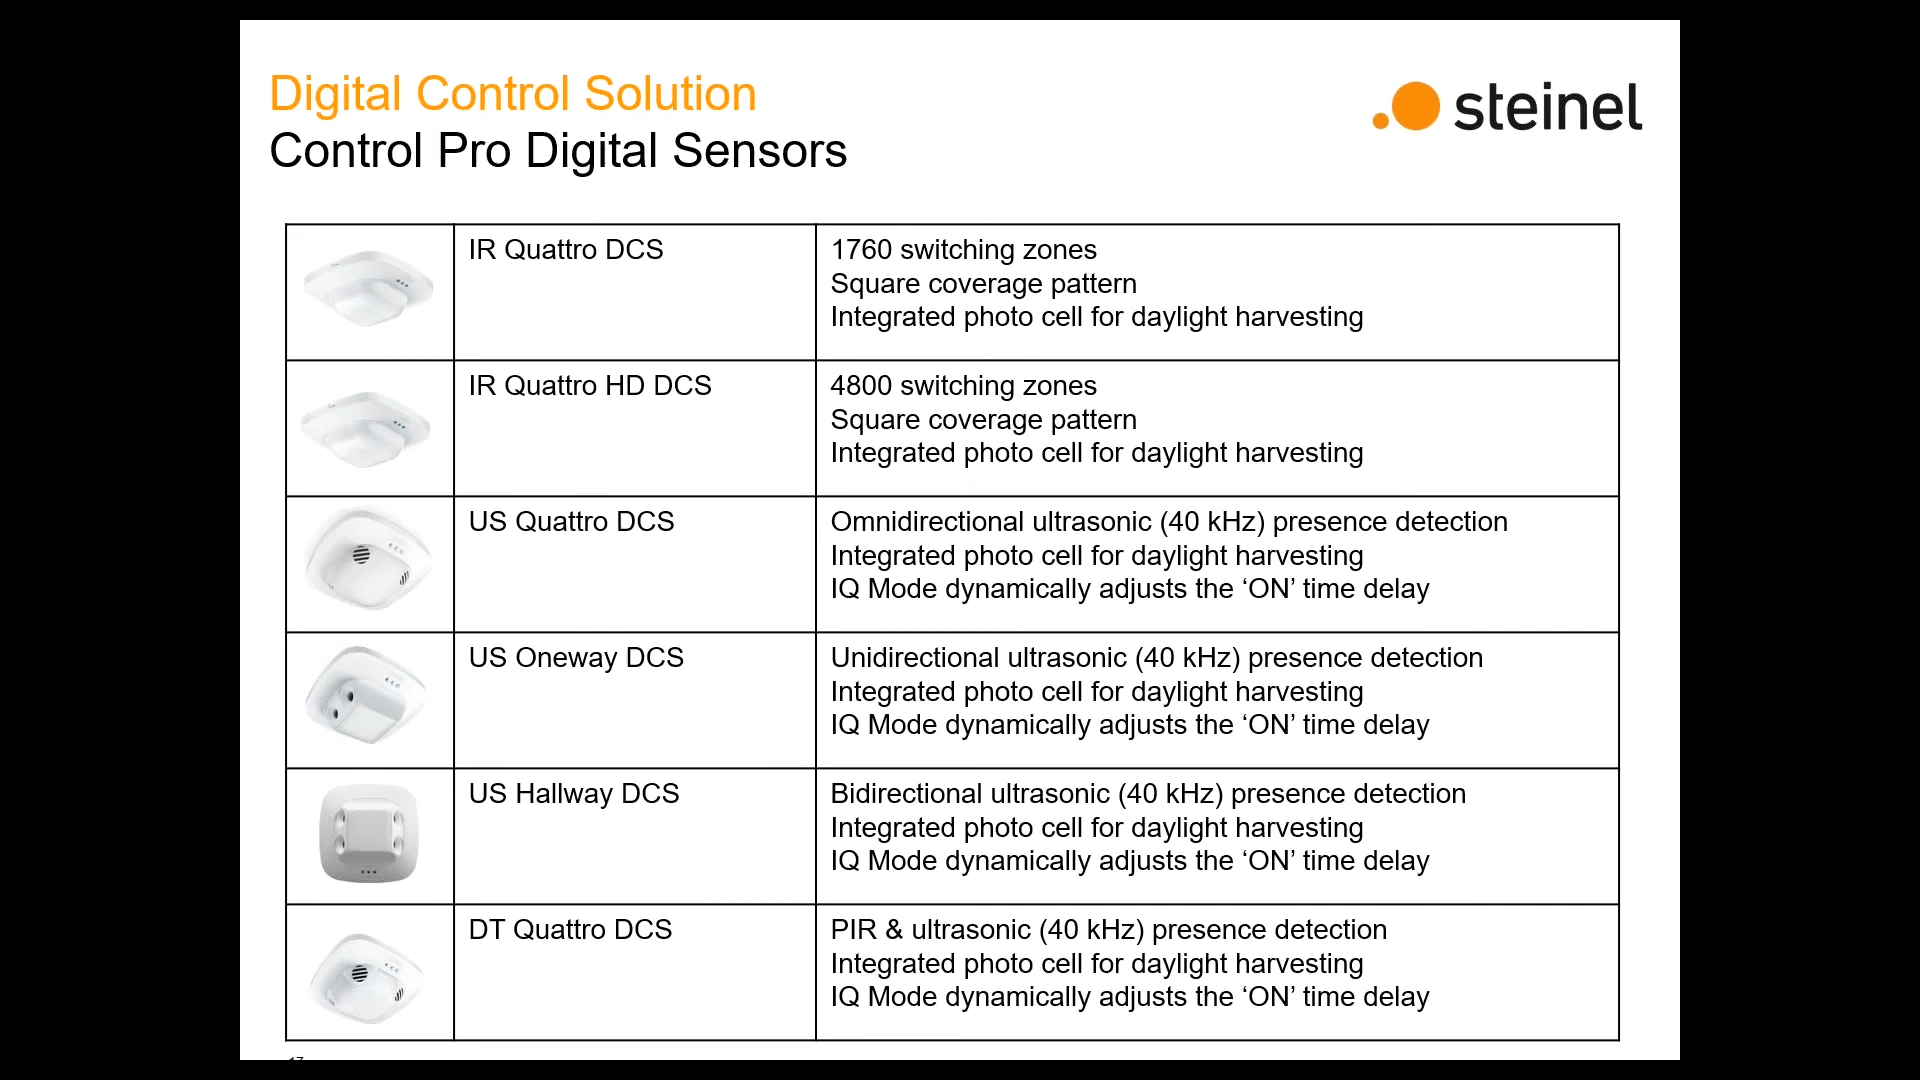 Digital Control Solution
Control Pro Digital Sensors
steinel
IR Quattro DCS
1760 switching zones
Square coverage pattern
Integrated photo cell for daylight harvesting
IR Quattro HD DCS
4800 switching zones
Square coverage pattern
Integrated photo cell for daylight harvesting
US Quattro DCS
Omnidirectional ultrasonic (40 kHz) presence detection
Integrated photo cell for daylight harvesting
IQ Mode dynamically adjusts the ‘ON’ time delay
US Oneway DCS
Unidirectional ultrasonic (40 kHz) presence detection
Integrated photo cell for daylight harvesting
IQ Mode dynamically adjusts the ‘ON’ time delay
US Hallway DCS
Bidirectional ultrasonic (40 kHz) presence detection
Integrated photo cell for daylight harvesting
IQ Mode dynamically adjusts the ‘ON’ time delay
DT Quattro DCS
PIR & ultrasonic (40 kHz) presence detection
Integrated photo cell for daylight harvesting
IQ Mode dynamically adjusts the ‘ON’ time delay